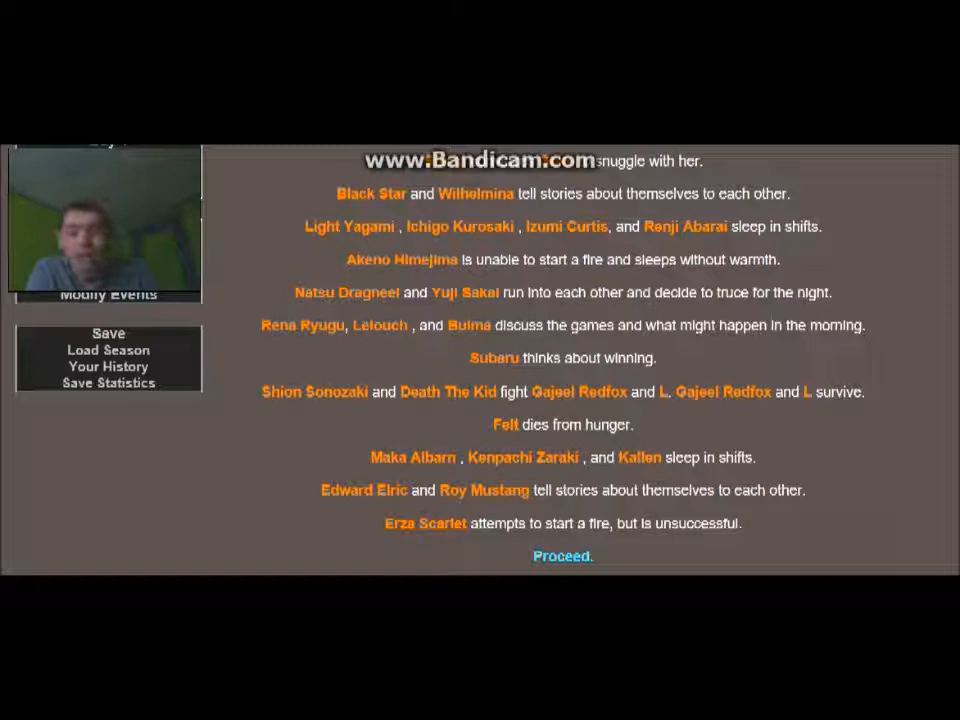 www.Bandicam.com snuggle with her.
Black Star and Wilhelmina tell stories about themselves to each other.
Light Yagami , Ichigo Kurosaki , Izumi Curtis, and Renji Abarai sleep in shifts.
Akeno Himejima is unable to start a fire and sleeps without warmth.
Natsu Dragneel and Yuji Sakai run into each other and decide to truce for the night.
Modify Events
Rena Ryugu, Lelouch , and Bulma discuss the games and what might happen in the morning.
Save
Load Season
Subaru thinks about winning.
Your History
Save Statistics
Shion Sonozaki and Death The Kid fight Gajeel Redfox and L. Gajeel Redfox and L survive.
Felt dies from hunger.
Maka Albarn , Kenpachi Zaraki , and Kallen sleep in shifts.
Edward Elric and Roy Mustang tell stories about themselves to each other.
Erza Scarlet attempts to start a fire, but is unsuccessful.
Proceed.